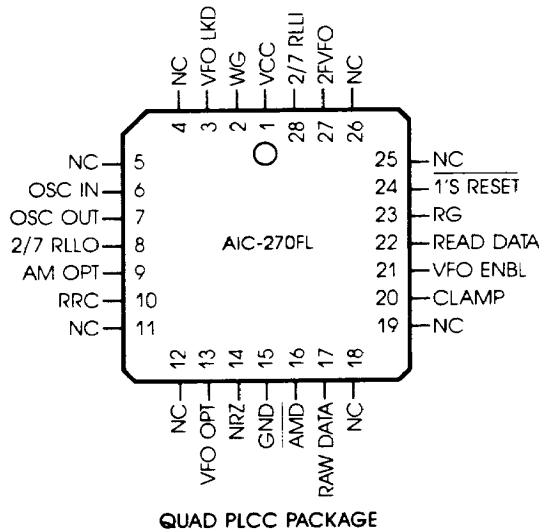 NC
VFO LKD
WG
VCC
2/7 RLLI
2FVFO
NC
4 3 2 1 28 27 26
NC 5
OSC IN 6
OSC OUT 7
2/7 RLLO 8
AM OPT 9
RRC 10
NC 11
AIC-270FL
25 NC
24 1'S RESET
23 RG
22 READ DATA
21 VFO ENBL
20 CLAMP
19 NC
12 13 14 15 16 17 18
NC
VFO OPT
NRZ
GND
AMD
RAW DATA
NC
QUAD PLCC PACKAGE